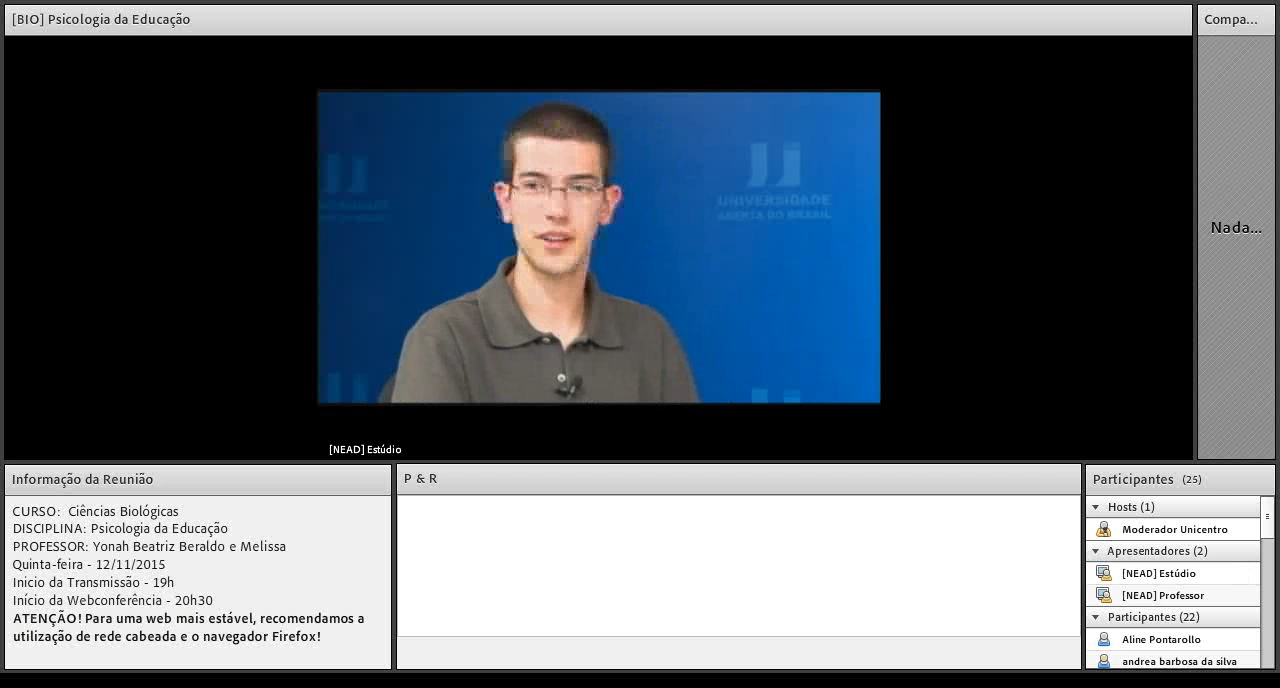 [BIO] Psicologia da Educação
Compa...
UNIVERSIDADE
ABERTA DO BRASIL
Nada...
[NEAD] Estúdio
Informação da Reunião
CURSO: Ciências Biológicas
DISCIPLINA: Psicologia da Educação
PROFESSOR: Yonah Beatriz Beraldo e Melissa
Quinta-feira - 12/11/2015
Inicio da Transmissão - 19h
Início da Webconferência - 20h30
ATENÇÃO! Para uma web mais estável, recomendamos a
utilização de rede cabeada e o navegador Firefox!
P & R
Participantes (25)
Hosts (1)
Moderador Unicentro
Apresentadores (2)
[NEAD] Estúdio
[NEAD] Professor
Participantes (22)
Aline Pontarollo
andrea barbosa da silva